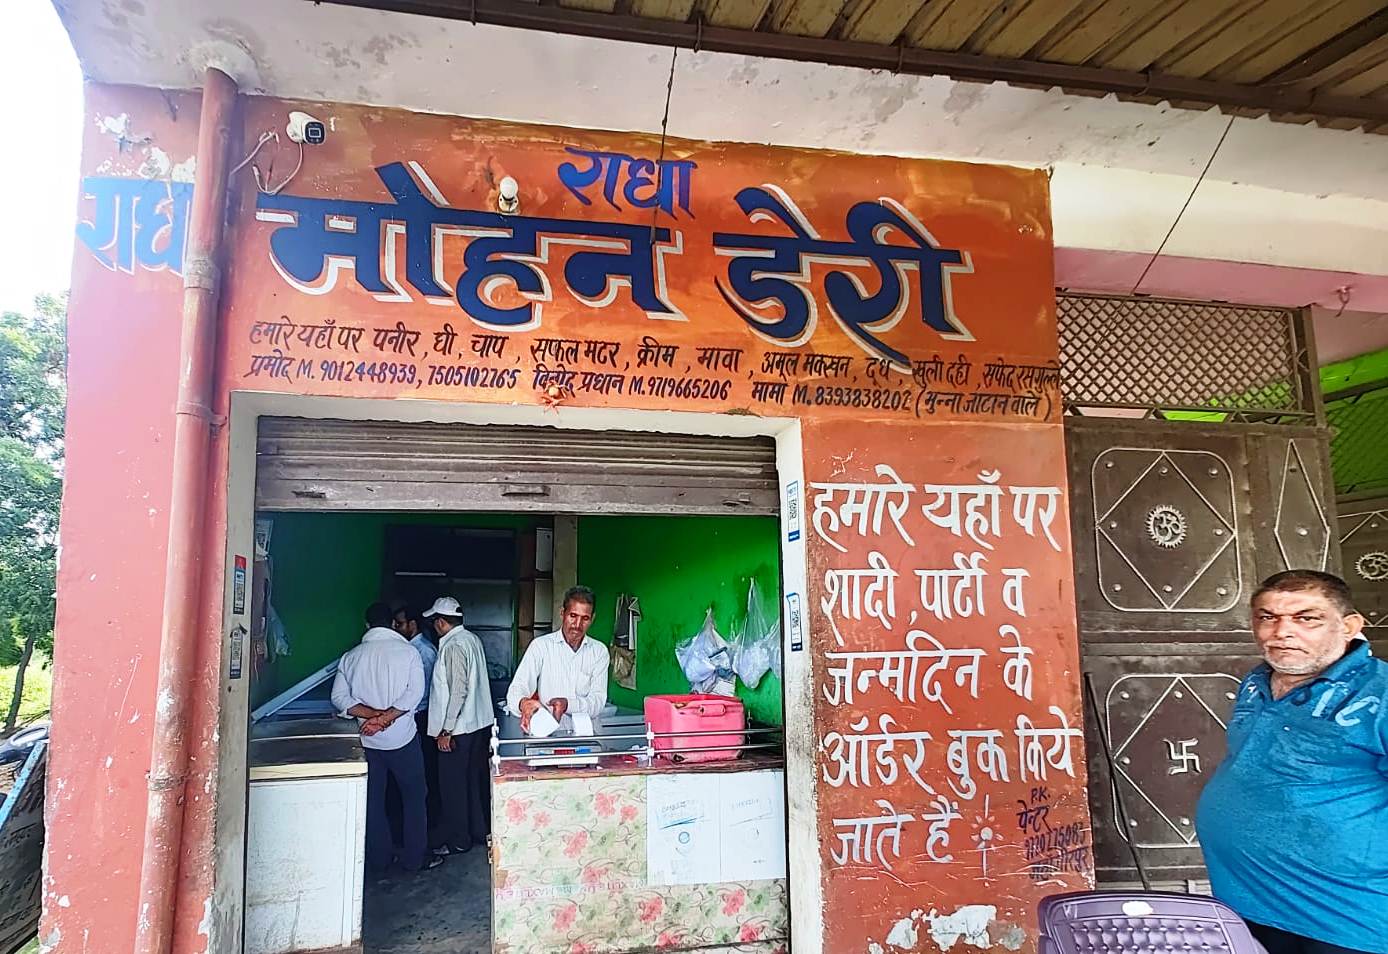 राधा
राधा
मोहन डेरी
हमारे यहाँ पर पनीर, घी, चाप, सफल मटर, क्रीम, मावा, अमूल मक्खन, दूध, खुली दही, सफेद रसगुल्ले
प्रमोद M. 9012448939, 7505102765 विनोद प्रधान M. 9719665206 मामा M. 8393838202 (मुन्ना जाटान वाले)
हमारे यहाँ पर
शादी, पार्टी व
जन्मदिन के
ऑर्डर बुक किये
जाते हैं
P.K.
पेन्टर